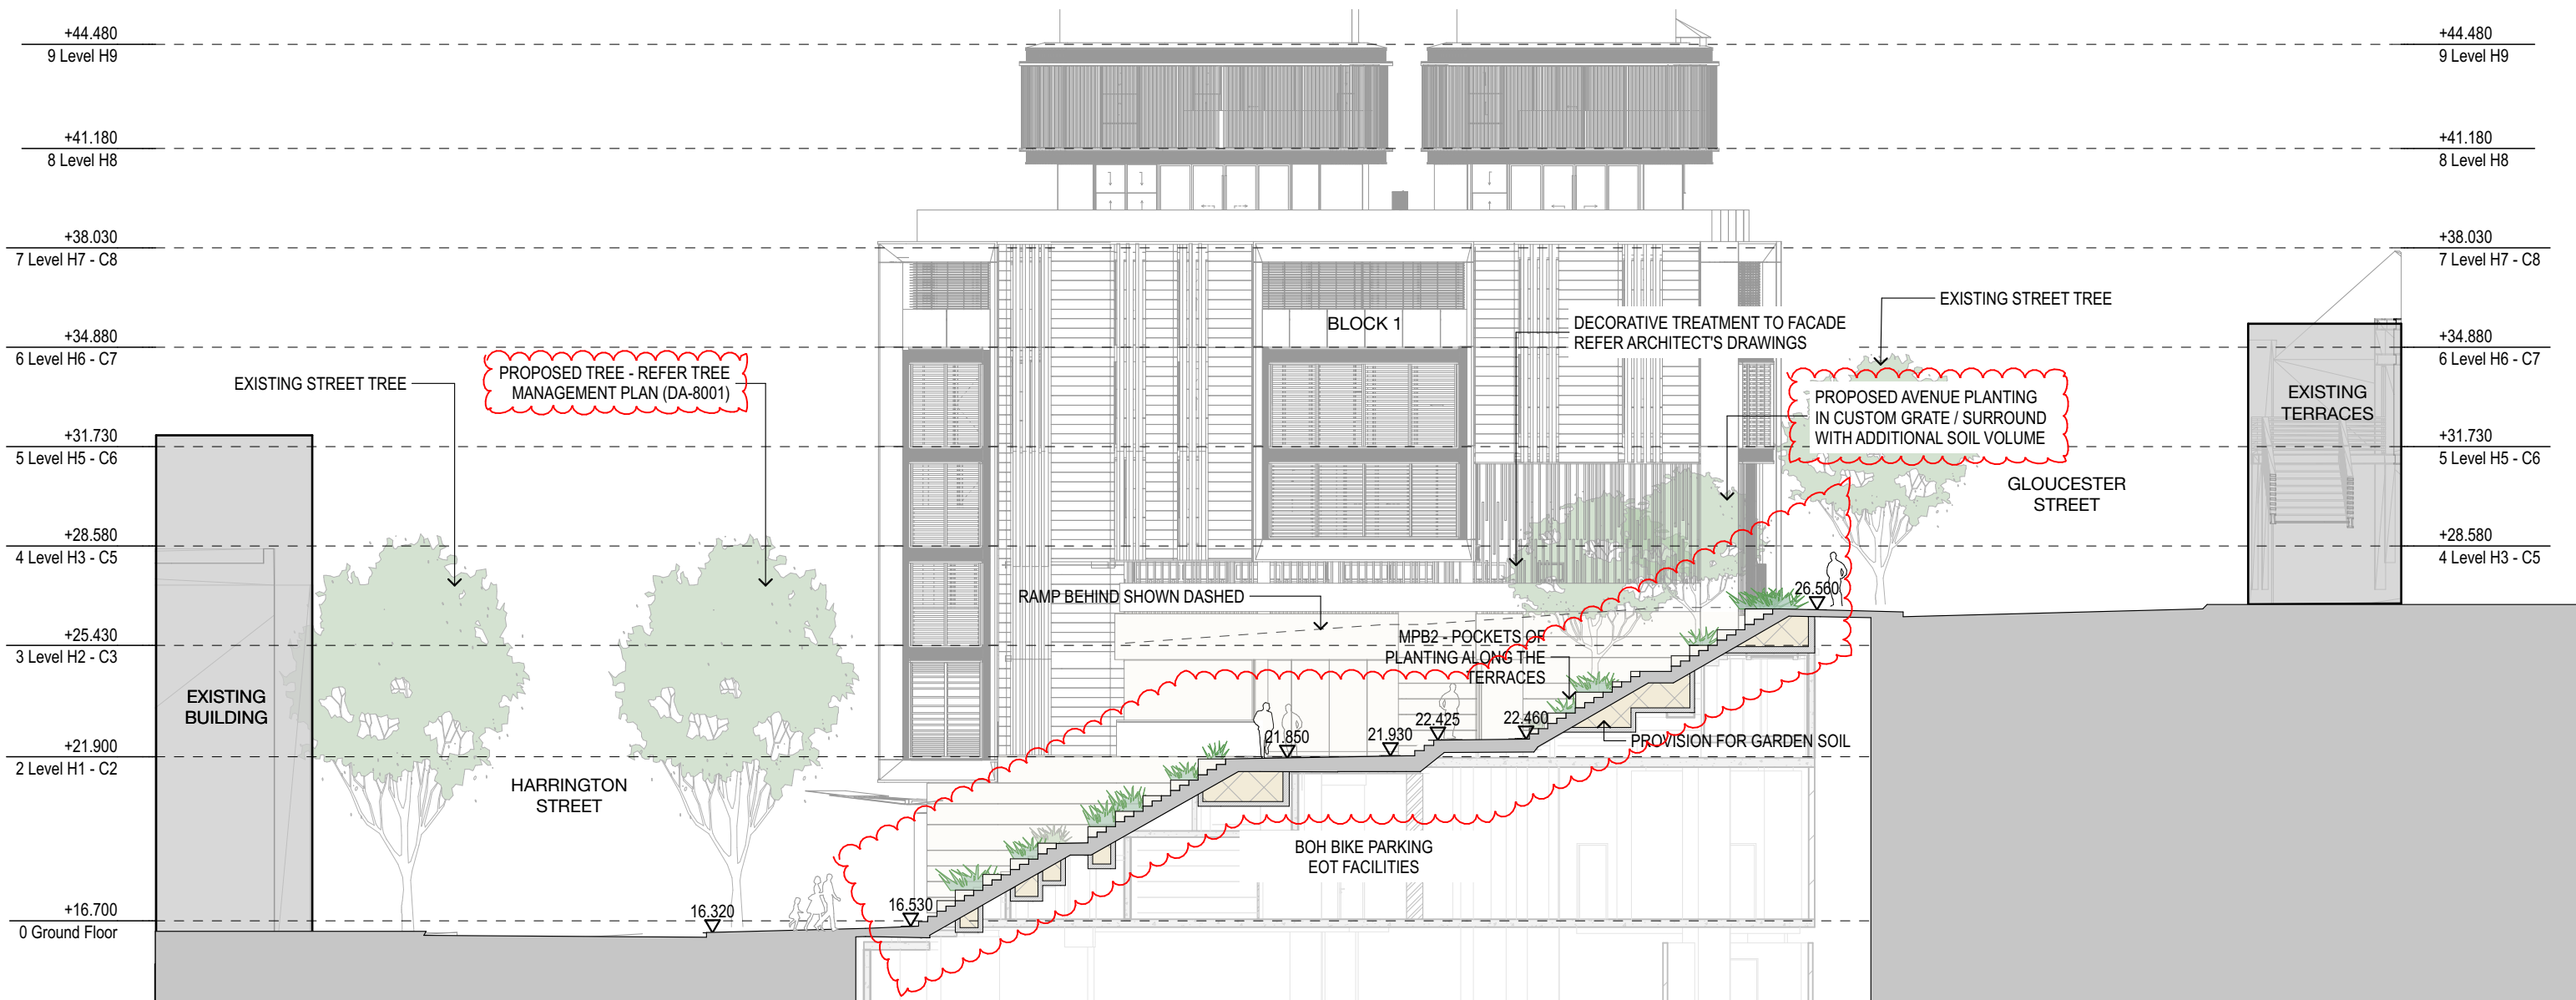 +44.480
9 Level H9
+41.180
8 Level H8
+38.030
7 Level H7 - C8
+34.880
6 Level H6 - C7
+31.730
5 Level H5 - C6
+28.580
4 Level H3 - C5
+25.430
3 Level H2 - C3
+21.900
2 Level H1 - C2
+16.700
0 Ground Floor
EXISTING
BUILDING
EXISTING STREET TREE
PROPOSED TREE - REFER TREE
MANAGEMENT PLAN (DA-8001)
HARRINGTON
STREET
16.320
16.530
BLOCK 1
DECORATIVE TREATMENT TO FACADE
REFER ARCHITECT'S DRAWINGS
RAMP BEHIND SHOWN DASHED
MPB2 - POCKETS OF
PLANTING ALONG THE
TERRACES
21.850
21.930
22.425
22.460
26.560
PROVISION FOR GARDEN SOIL
BOH BIKE PARKING
EOT FACILITIES
EXISTING STREET TREE
PROPOSED AVENUE PLANTING
IN CUSTOM GRATE / SURROUND
WITH ADDITIONAL SOIL VOLUME
GLOUCESTER
STREET
EXISTING
TERRACES
+44.480
9 Level H9
+41.180
8 Level H8
+38.030
7 Level H7 - C8
+34.880
6 Level H6 - C7
+31.730
5 Level H5 - C6
+28.580
4 Level H3 - C5